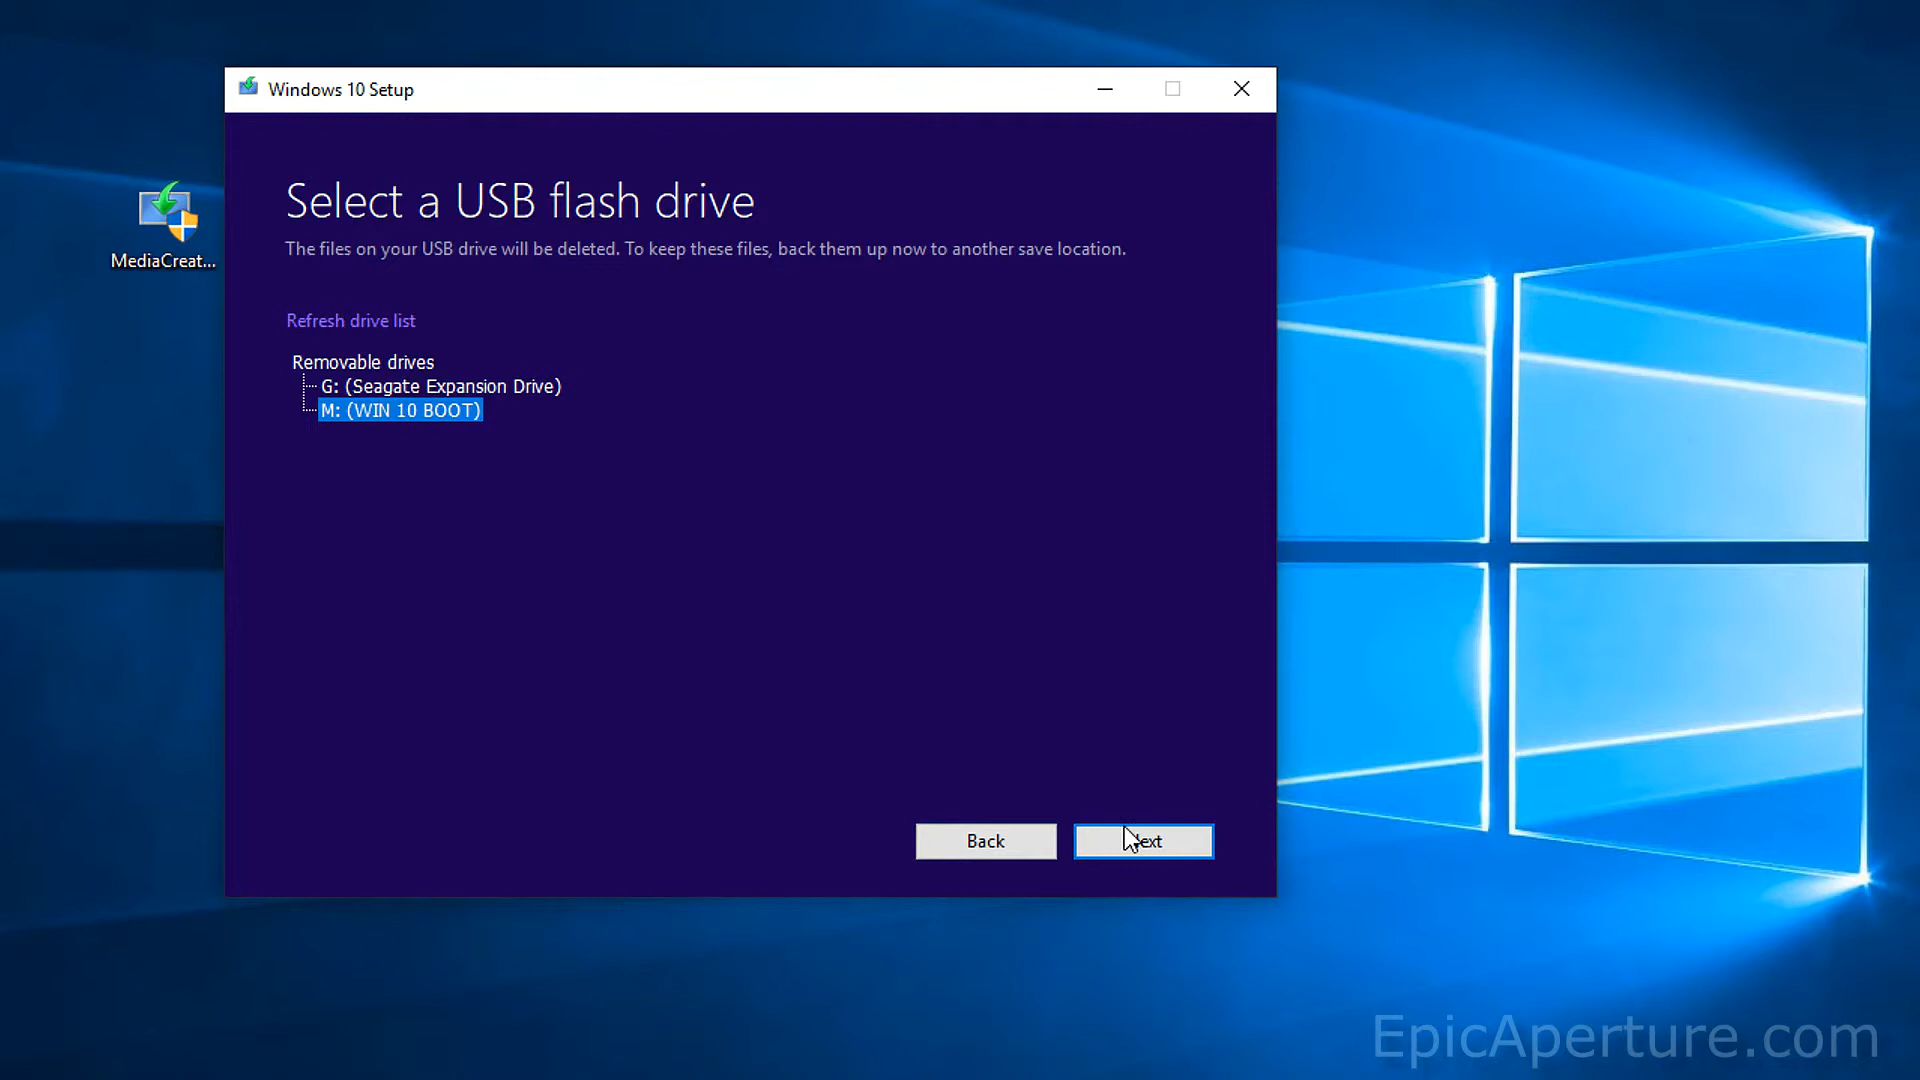 Windows 10 Setup
Select a USB flash drive
The files on your USB drive will be deleted. To keep these files, back them up now to another save location.
MediaCreat...
Refresh drive list
Removable drives
G: (Seagate Expansion Drive)
M: (WIN 10 BOOT)
Back
ext
EpicAperture.com